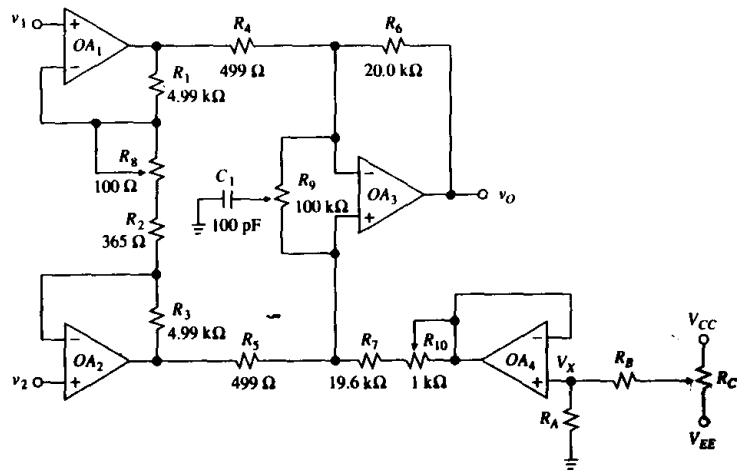 v1
+
OA1
−
R4
499 Ω
R6
20.0 kΩ
R1
4.99 kΩ
R8
100 Ω
R2
365 Ω
C1
100 pF
R9
100 kΩ
−
OA3
+
vO
R3
4.99 kΩ
−
OA2
+
v2
R5
499 Ω
R7
19.6 kΩ
R10
1 kΩ
−
OA4
+
VX
RA
RB
VCC
RC
VEE